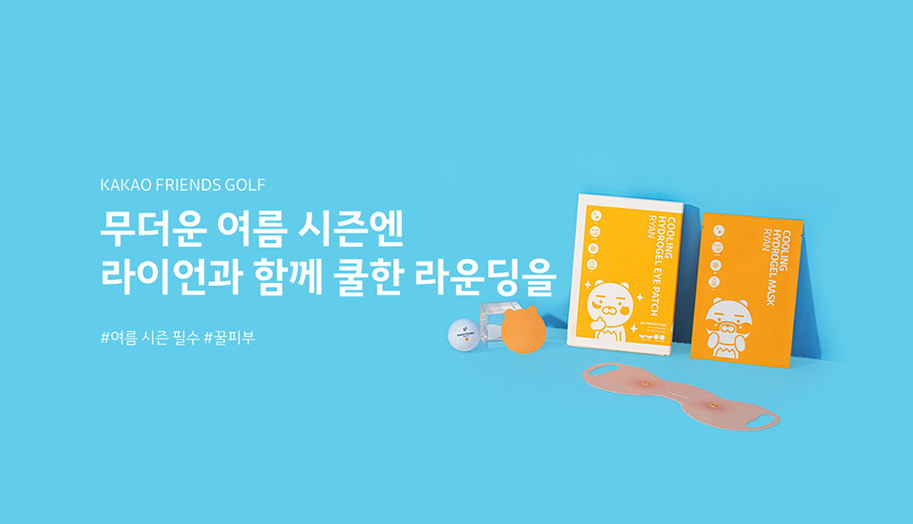 KAKAO FRIENDS GOLF
무더운 여름 시즌엔
라이언과 함께 쿨한 라운딩을
#여름 시즌 필수 #꿀피부
COOLING
HYDROGEL EYE PATCH
RYAN
COOLING
HYDROGEL MASK
RYAN